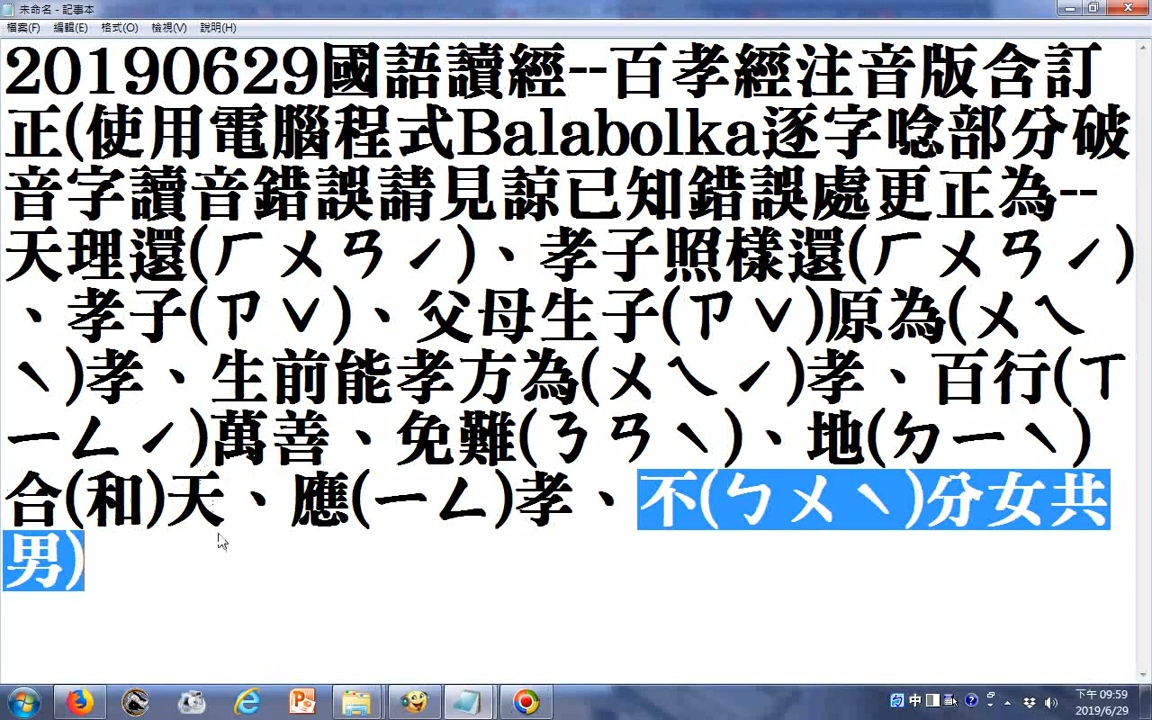 未命名 - 記事本
檔案(F) 編輯(E) 格式(O) 檢視(V) 說明(H)
20190629國語讀經--百孝經注音版含訂
正(使用電腦程式Balabolka逐字唸部分破
音字讀音錯誤請見諒已知錯誤處更正為--
天理還(ㄏㄨㄢˊ)、孝子照樣還(ㄏㄨㄢˊ)
、孝子(ㄗˇ)、父母生子(ㄗˇ)原為(ㄨㄟ
ˋ)孝、生前能孝方為(ㄨㄟˊ)孝、百行(ㄒ
ㄧㄥˊ)萬善、免難(ㄋㄢˋ)、地(ㄉㄧˋ)
合(和)天、應(ㄧㄥ)孝、不(ㄅㄨˋ)分女共
男)
中
下午 09:59
2019/6/29